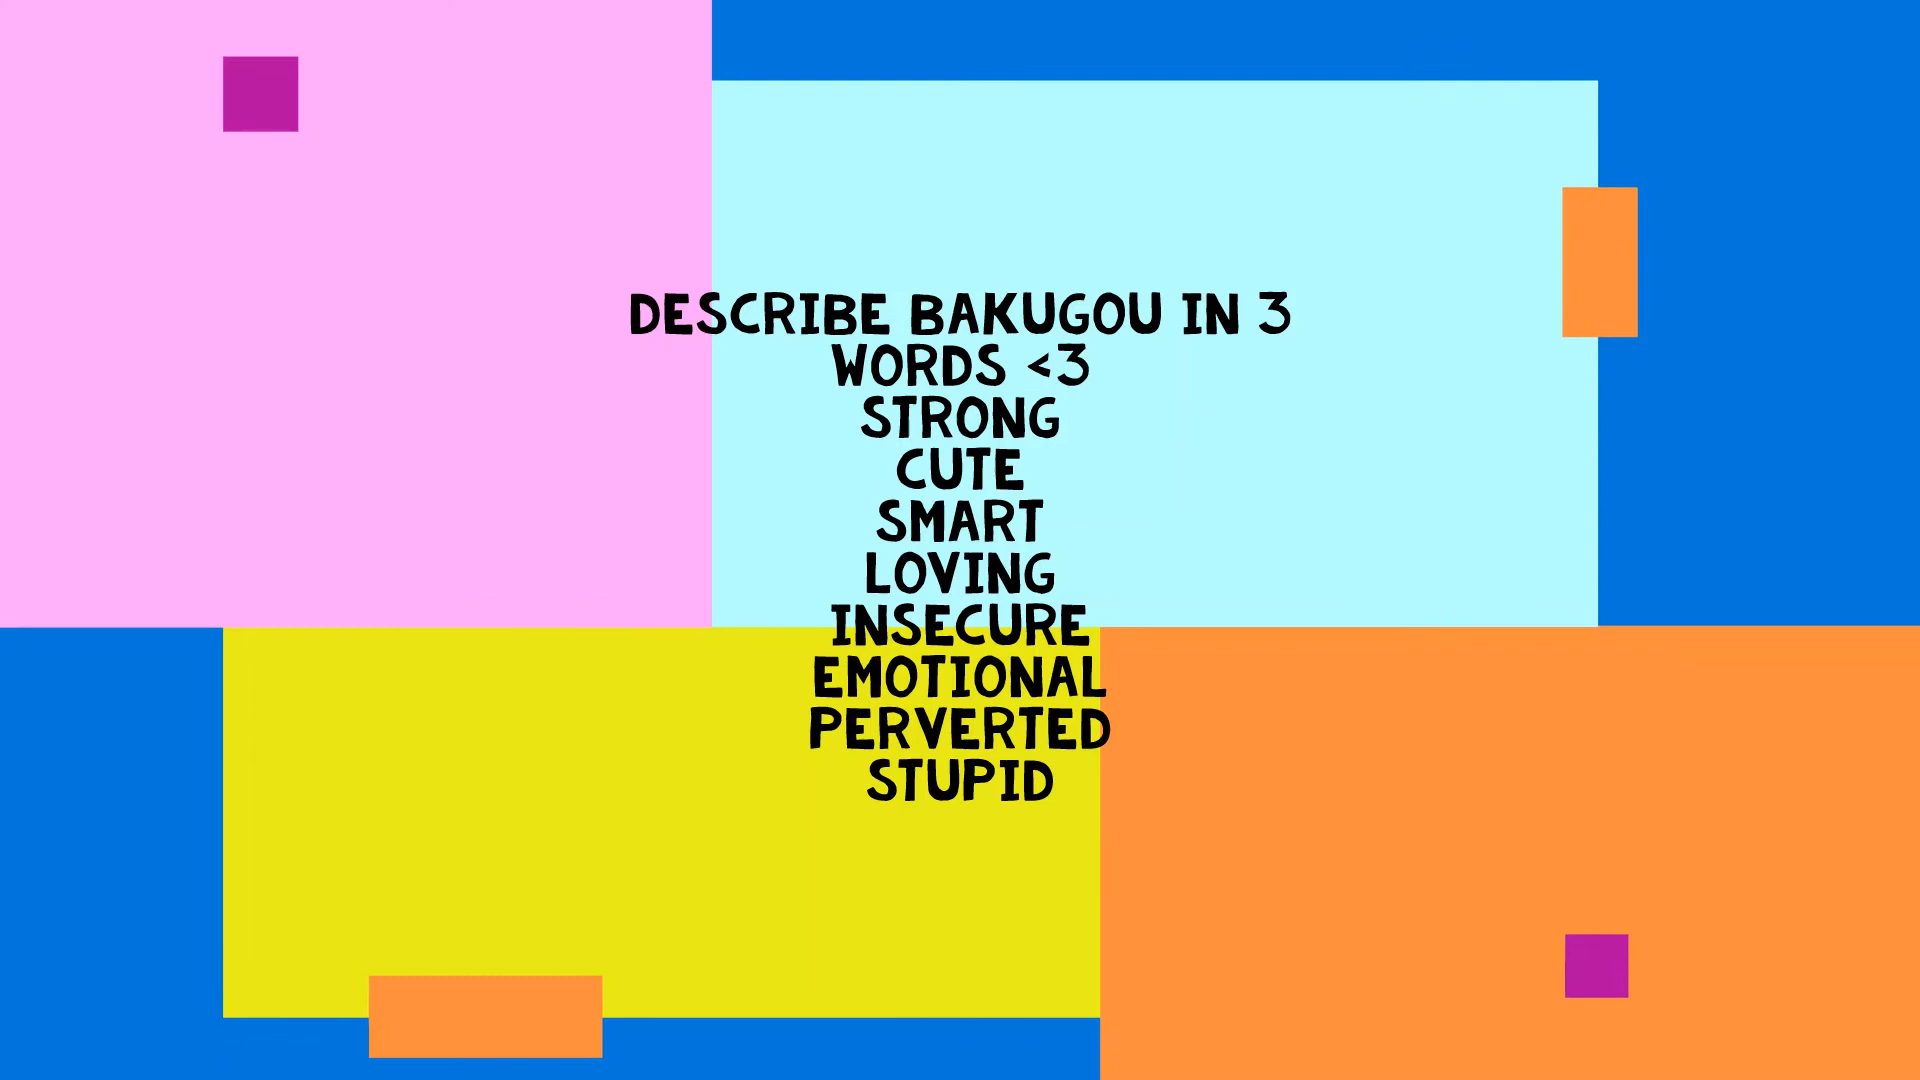 DESCRIBE BAKUGOU IN 3
WORDS <3
STRONG
CUTE
SMART
LOVING
INSECURE
EMOTIONAL
PERVERTED
STUPID